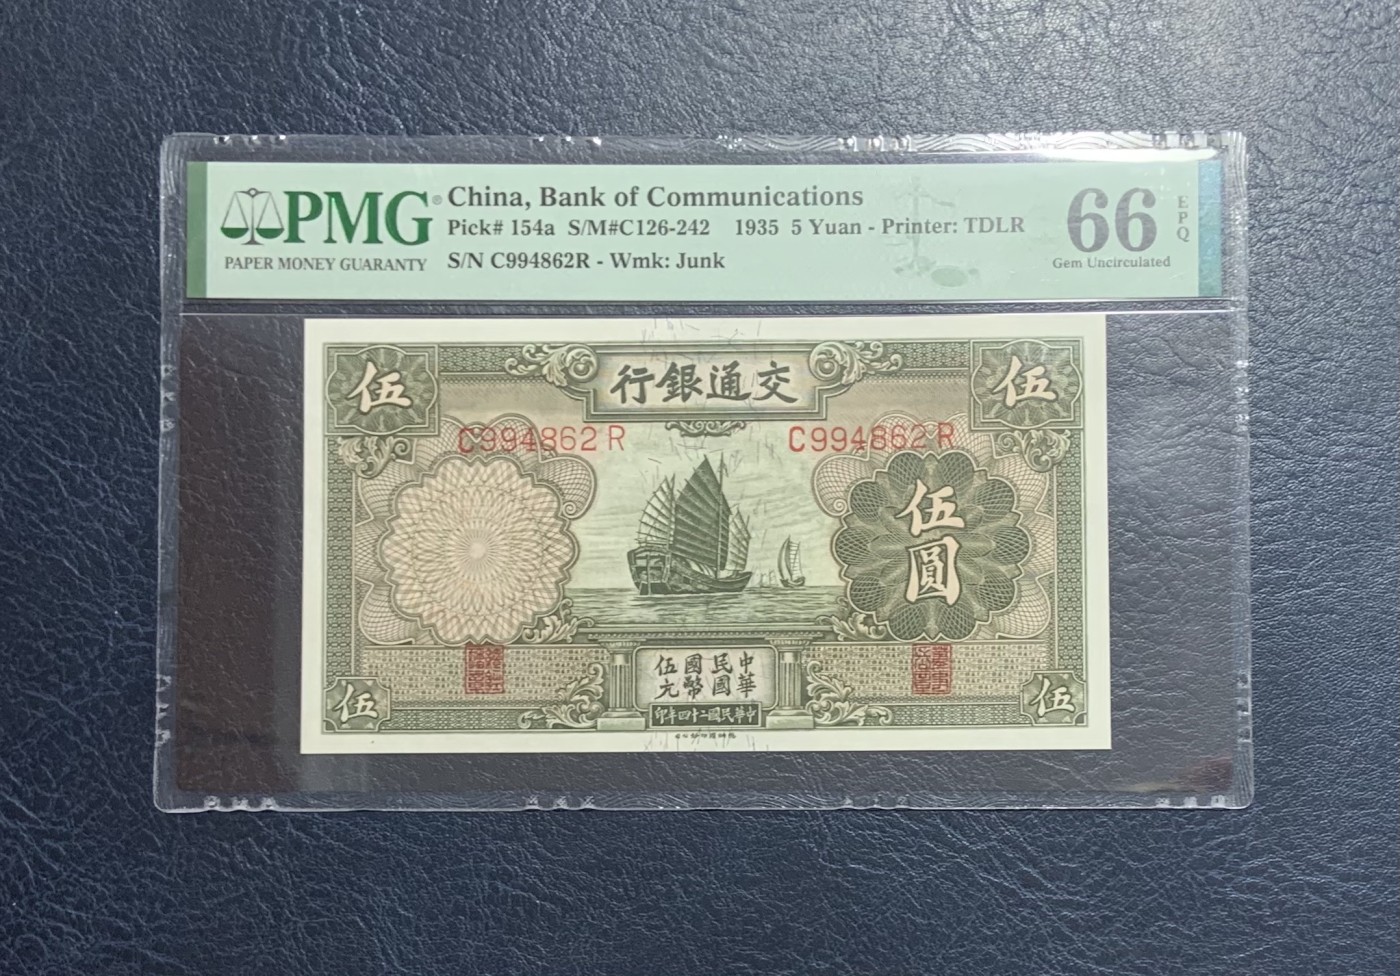 PMG®
PAPER MONEY GUARANTY
China, Bank of Communications
Pick# 154a S/M#C126-242 1935 5 Yuan - Printer: TDLR
S/N C994862R - Wmk: Junk
66
EPQ
Gem Uncirculated
伍
行銀通交
伍
C994862 R
C994862 R
伍圓
中華民國國幣伍元
印年四十二國民華中
伍
伍